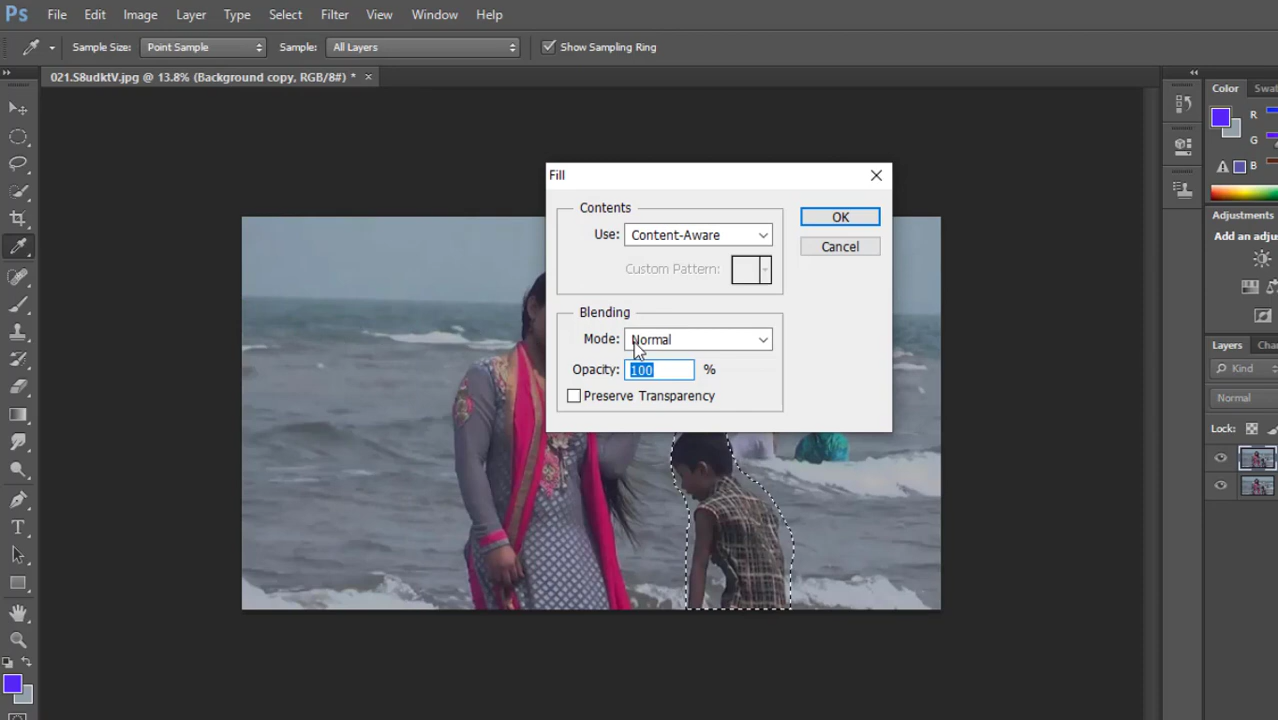 Ps File Edit Image Layer Type Select Filter View Window Help
Sample Size: Point Sample Sample: All Layers Show Sampling Ring
021.S8udktV.jpg @ 13.8% (Background copy, RGB/8#) * ×
Fill
Contents
Use: Content-Aware
Custom Pattern:
Blending
Mode: Normal
Opacity: 100 %
Preserve Transparency
OK
Cancel
Color
R
G
B
Adjustments
Add an
Layers
Kind
Normal
Lock:
T